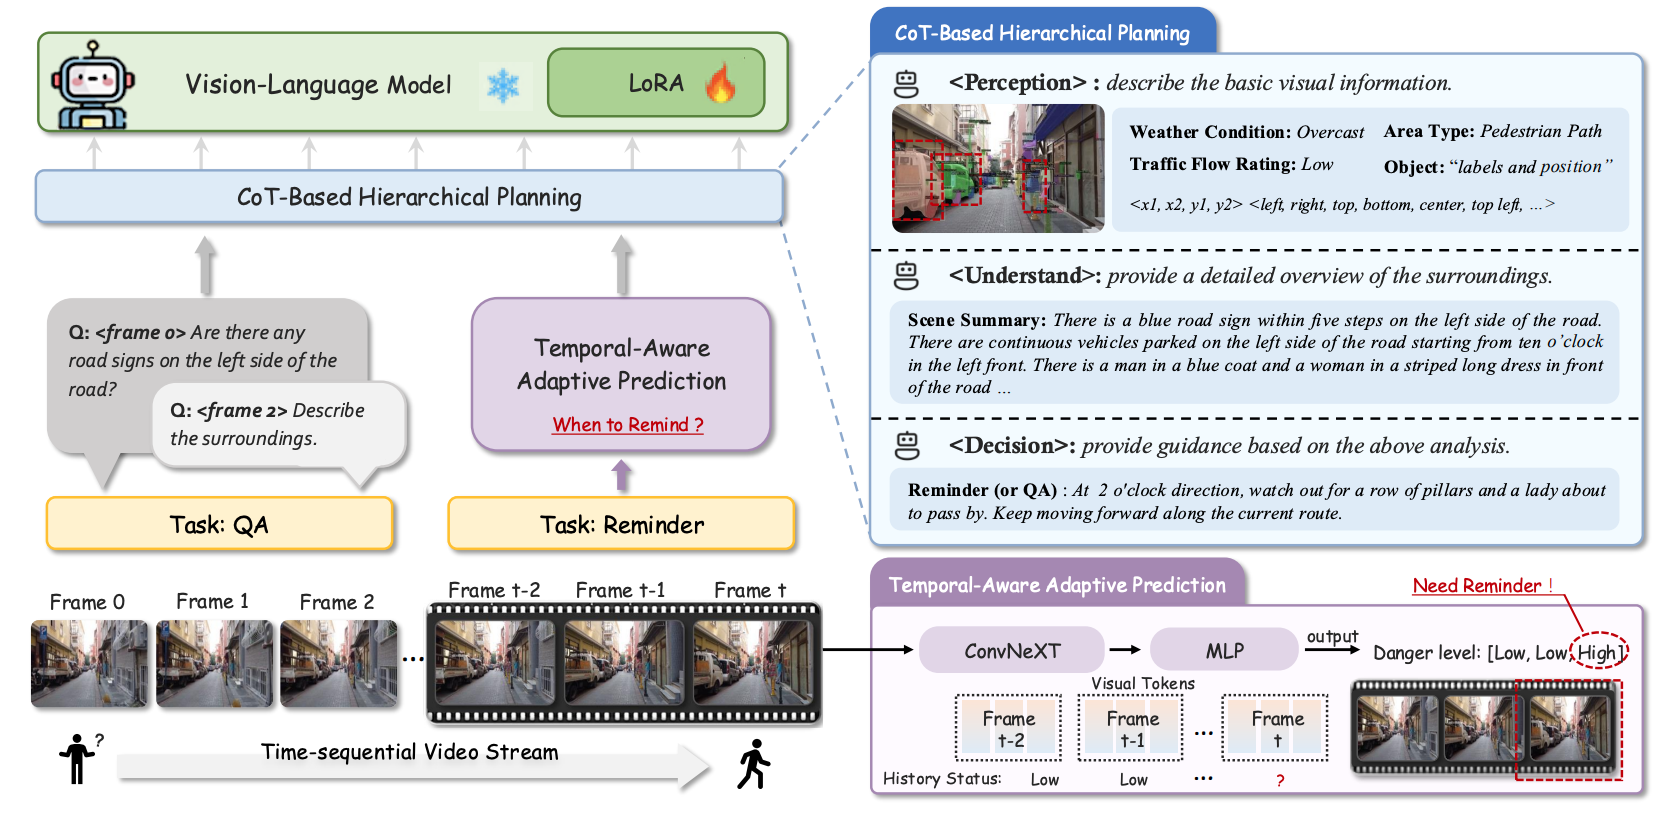 Vision-Language Model
LoRA
CoT-Based Hierarchical Planning
Q: <frame 0> Are there any
road signs on the left side of the
road?
Q: <frame 2> Describe
the surroundings.
Temporal-Aware
Adaptive Prediction
When to Remind ?
Task: QA
Task: Reminder
Frame 0
Frame 1
Frame 2
...
Frame t-2
Frame t-1
Frame t
?
Time-sequential Video Stream
CoT-Based Hierarchical Planning
<Perception> : describe the basic visual information.
Weather Condition: Overcast
Area Type: Pedestrian Path
Traffic Flow Rating: Low
Object: “labels and position”
<x1, x2, y1, y2> <left, right, top, bottom, center, top left, ...>
<Understand>: provide a detailed overview of the surroundings.
Scene Summary: There is a blue road sign within five steps on the left side of the road.
There are continuous vehicles parked on the left side of the road starting from ten o’clock
in the left front. There is a man in a blue coat and a woman in a striped long dress in front
of the road ...
<Decision>: provide guidance based on the above analysis.
Reminder (or QA) : At 2 o'clock direction, watch out for a row of pillars and a lady about
to pass by. Keep moving forward along the current route.
Temporal-Aware Adaptive Prediction
Need Reminder !
ConvNeXT
MLP
output
Danger level: [Low, Low, High]
Visual Tokens
Frame
t-2
Frame
t-1
...
Frame
t
History Status:
Low
Low
...
?